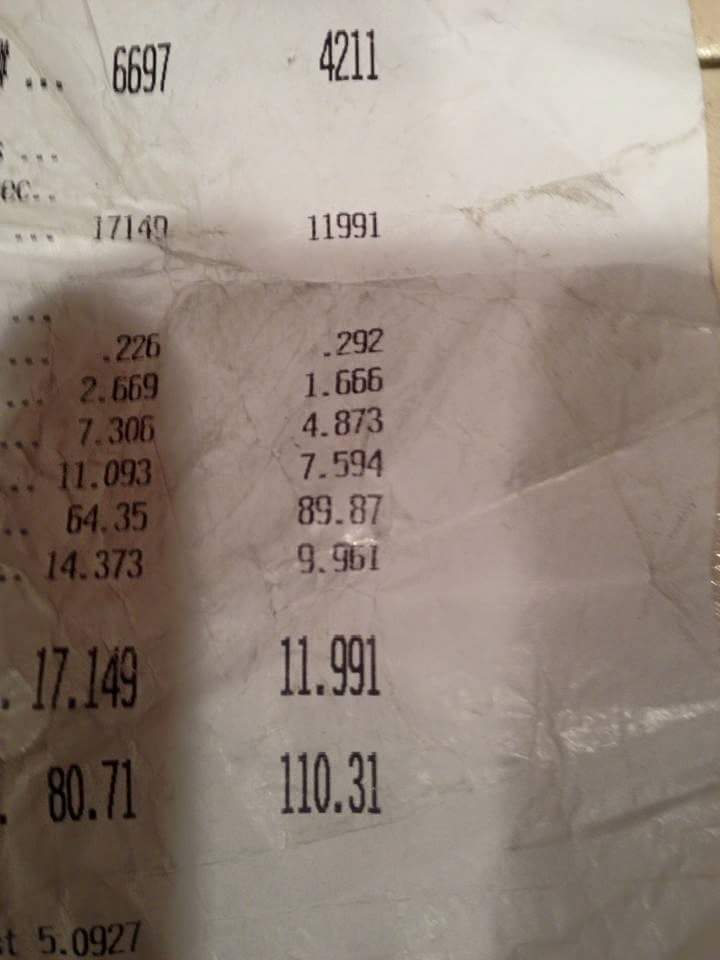 ... 6697 4211
...
ec..
... 17149 11991
...
... .226 .292
... 2.669 1.666
... 7.306 4.873
.. 11.093 7.594
.. 64.35 89.87
.. 14.373 9.961
. 17.149 11.991
. 80.71 110.31
t 5.0927